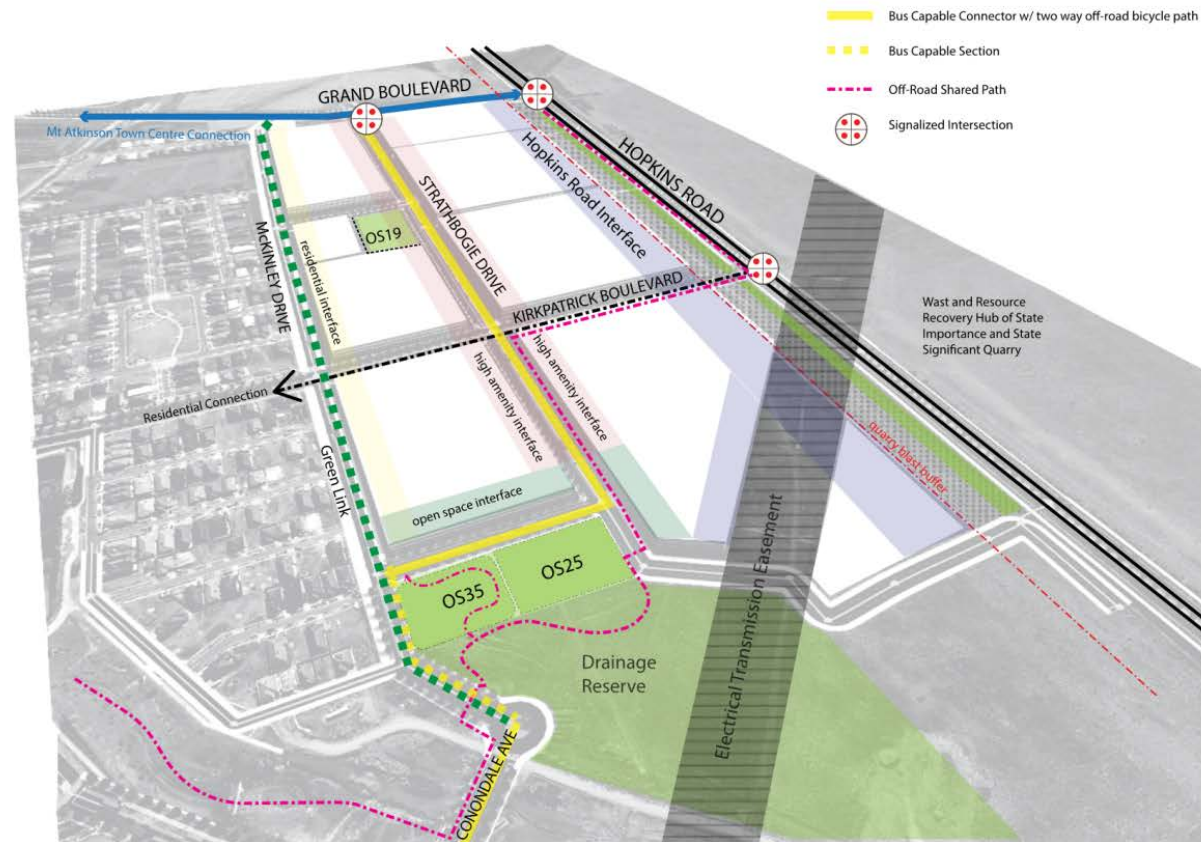 Bus Capable Connector w/ two way off-road bicycle path
Bus Capable Section
Off-Road Shared Path
Signalized Intersection
GRAND BOULEVARD
Mt Atkinson Town Centre Connection
HOPKINS ROAD
Hopkins Road Interface
STRATHBOGIE DRIVE
McKINLEY DRIVE
residential interface
OS19
KIRKPATRICK BOULEVARD
Wast and Resource
Recovery Hub of State
Importance and State
Significant Quarry
high amenity interface
high amenity interface
Residential Connection
Green Link
quarry blast buffer
open space interface
OS35
OS25
Drainage
Reserve
Electrical Transmission Easement
CONONDALE AVE